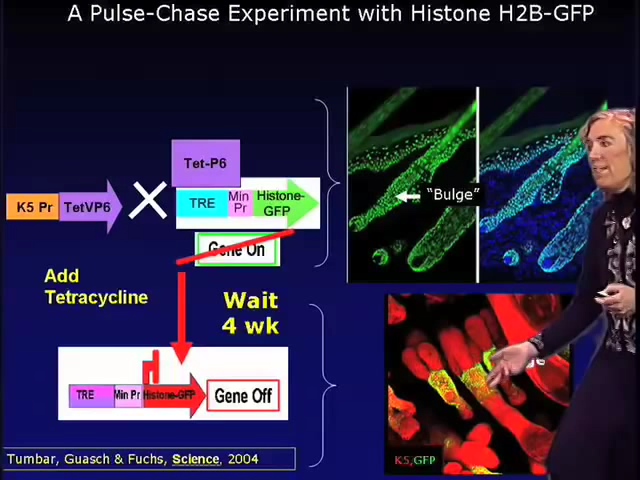 A Pulse-Chase Experiment with Histone H2B-GFP
Tet-P6
K5 Pr
TetVP6
TRE
Min
Pr
Histone-
GFP
"Bulge"
Gene On
Add
Tetracycline
Wait
4 wk
TRE
Min Pr
Histone-GFP
Gene Off
K5,GFP
Tumbar, Guasch & Fuchs, Science, 2004